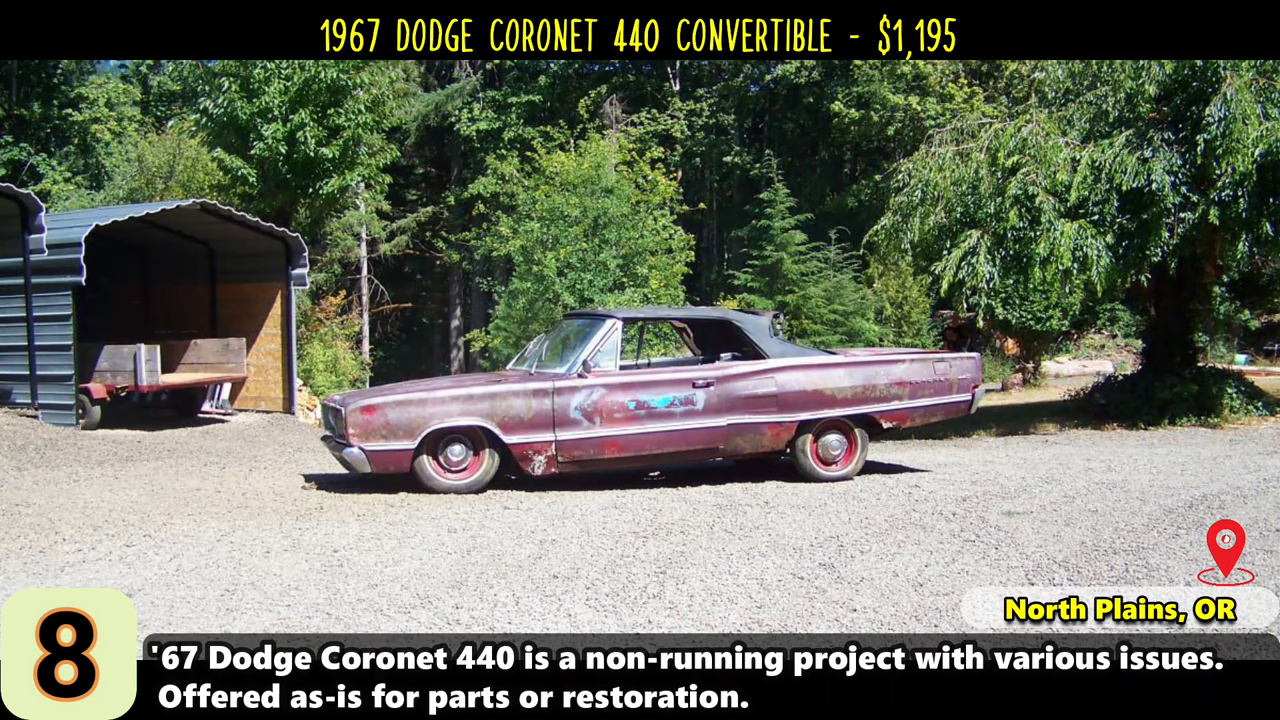 1967 DODGE CORONET 440 CONVERTIBLE - $1,195
North Plains, OR
8
'67 Dodge Coronet 440 is a non-running project with various issues.
Offered as-is for parts or restoration.